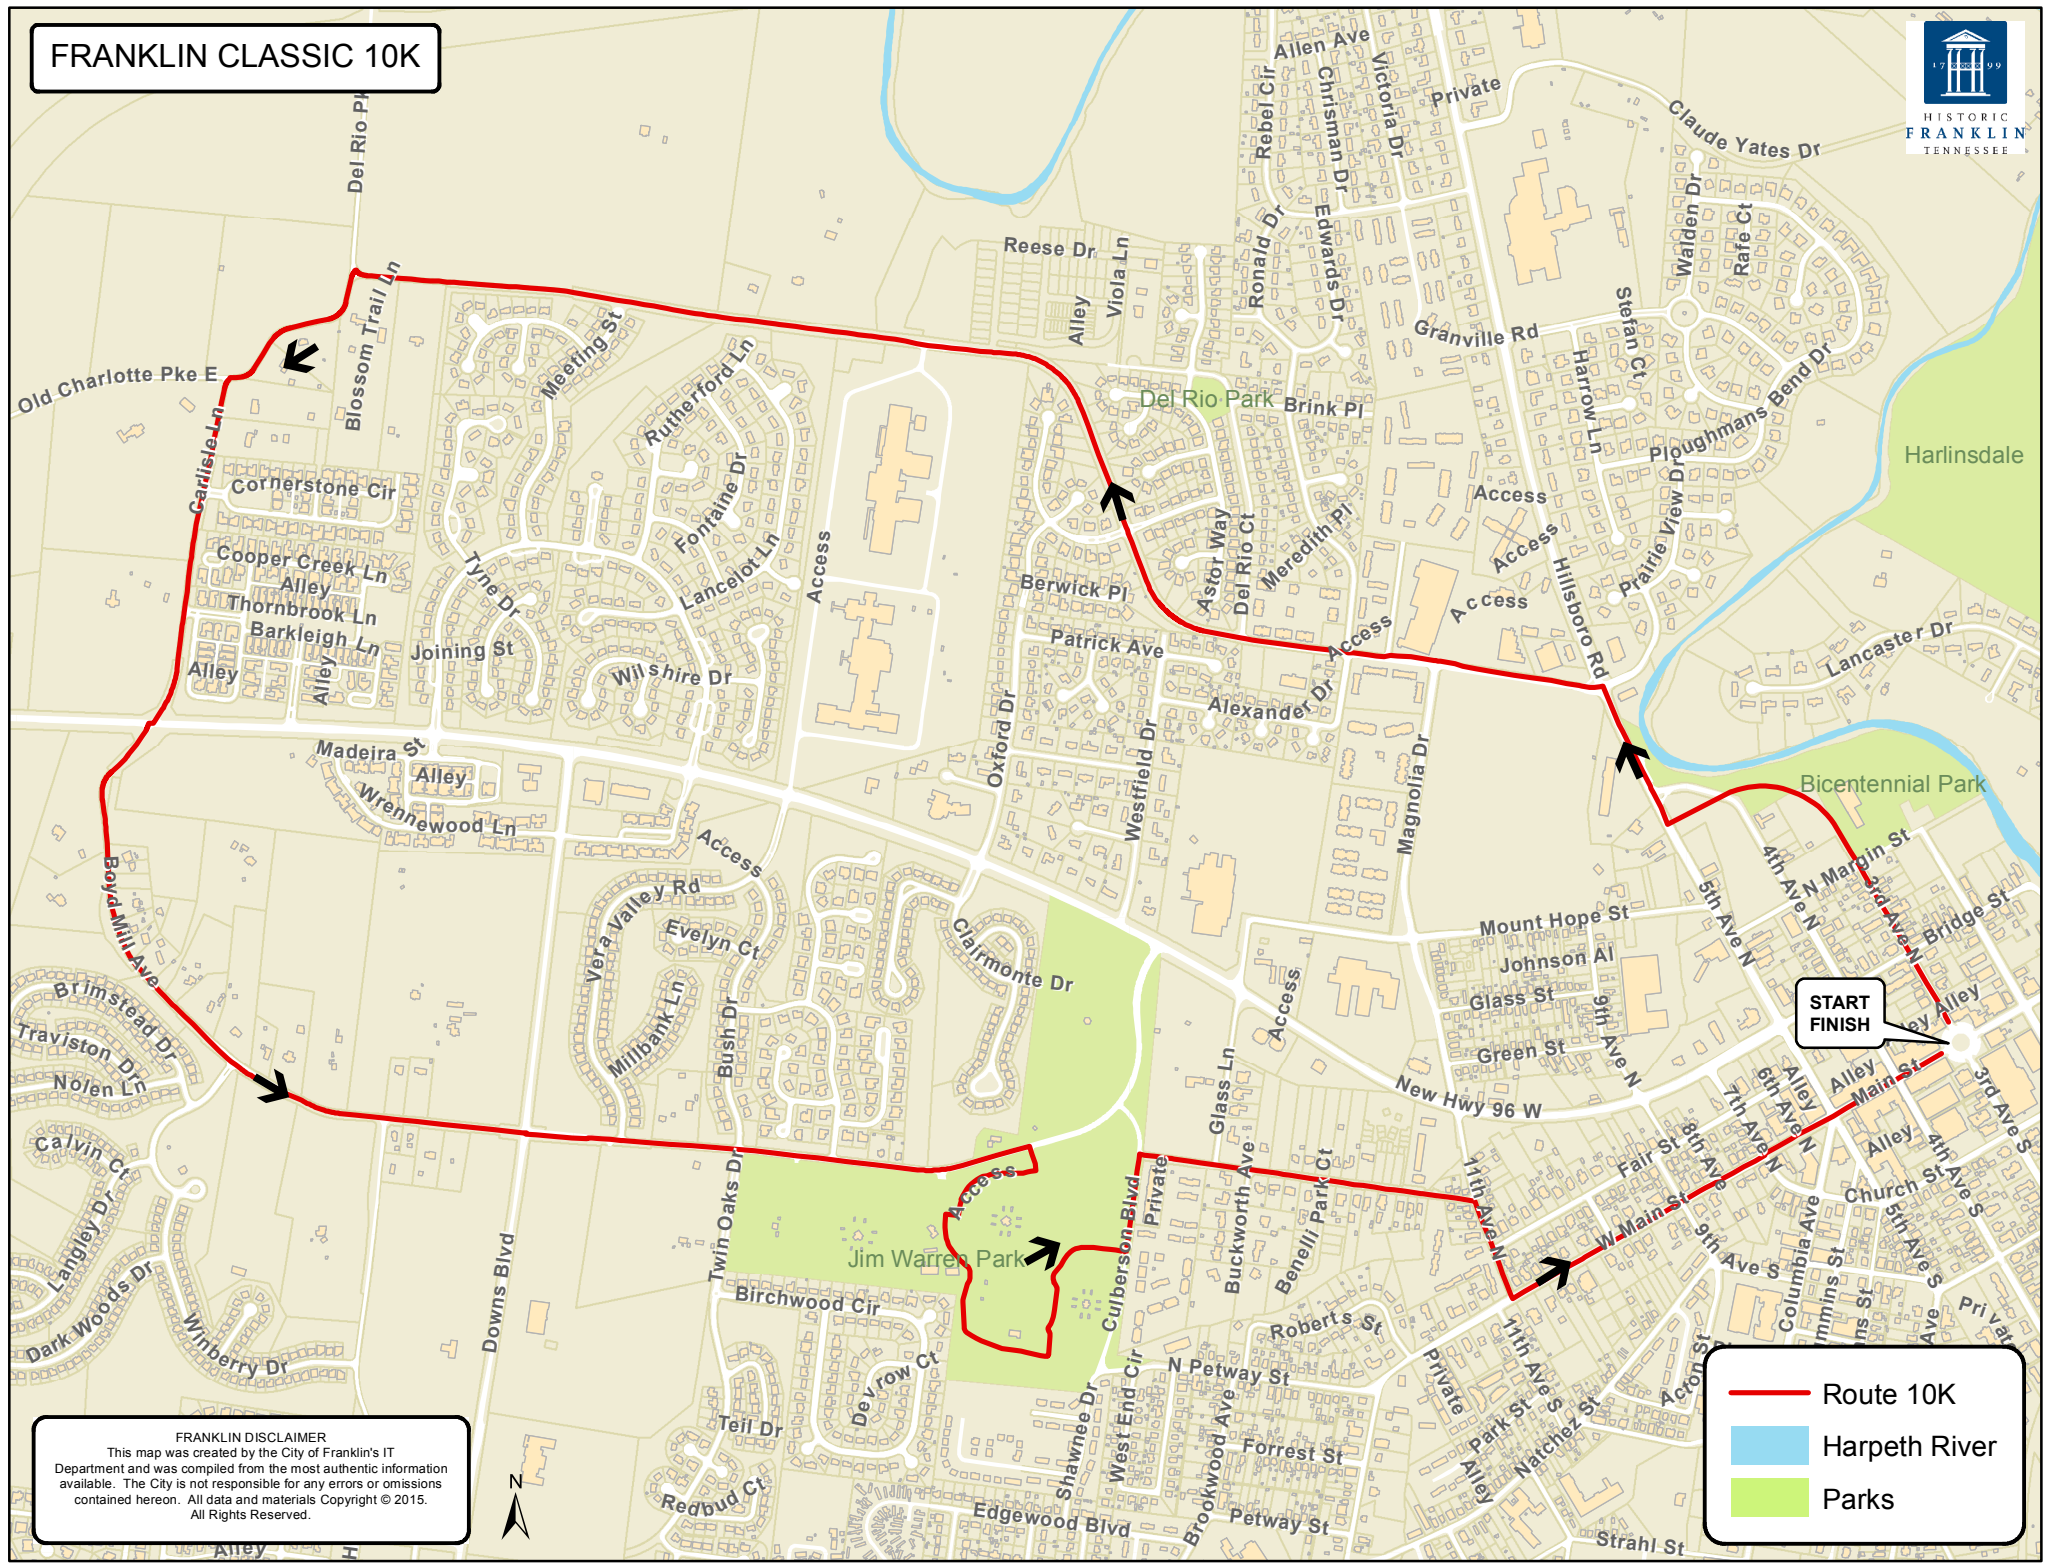 FRANKLIN CLASSIC 10K
HISTORIC
FRANKLIN
TENNESSEE
17 99
Allen Ave
Rebel Cir
Chrisman Dr
Victoria Dr
Private
Claude Yates Dr
Del Rio Pk
Walden Dr
Rafe Ct
Reese Dr
Viola Ln
Alley
Ronald Dr
Edwards Dr
Granville Rd
Stefan Ct
Harrow Ln
Ploughmans Bend Dr
Blossom Trail Ln
Meeting St
Rutherford Ln
Old Charlotte Pke E
Carlisle Ln
Del Rio Park
Brink Pl
Harlinsdale
Cornerstone Cir
Fontaine Dr
Lancelot Ln
Access
Access
Access
Access
Prairie View Dr
Hillsboro Rd
Meredith Pl
Astor Way
Del Rio Ct
Cooper Creek Ln
Alley
Thornbrook Ln
Barkleigh Ln
Alley
Alley
Tyne Dr
Joining St
Wilshire Dr
Berwick Pl
Patrick Ave
Access
Alexander Dr
Lancaster Dr
Oxford Dr
Westfield Dr
Magnolia Dr
Madeira St
Alley
Wrennewood Ln
Access
Bicentennial Park
4th Ave N
N Margin St
3rd Ave N
Bridge St
5th Ave N
Boyd Mill Ave
Vera Valley Rd
Evelyn Ct
Clairmonte Dr
Mount Hope St
Johnson Al
Glass St
9th Ave N
Green St
Access
Millbank Ln
Bush Dr
Glass Ln
New Hwy 96 W
START
FINISH
Alley
Alley
Main St
3rd Ave S
Brimstead Dr
Traviston Dr
Nolen Ln
Calvin Ct
Langley Dr
Dark Woods Dr
Winberry Dr
Downs Blvd
Twin Oaks Dr
Access
Jim Warren Park
Culberson Blvd
Private
Buckworth Ave
Benelli Park Ct
11th Ave N
Fair St
8th Ave
7th Ave N
6th Ave N
Alley
Alley
4th Ave S
Church St
5th Ave S
W Main St
9th Ave S
Columbia Ave
Birchwood Cir
Devrow Ct
Teil Dr
Redbud Ct
Roberts St
N Petway St
West End Cir
Shawnee Dr
Brookwood Ave
Forrest St
Petway St
Edgewood Blvd
Private
11th Ave S
Park St
Natchez St
Alley
Acton St
Strahl St
Alley
Route 10K
Harpeth River
Parks
N
FRANKLIN DISCLAIMER
This map was created by the City of Franklin's IT
Department and was compiled from the most authentic information
available. The City is not responsible for any errors or omissions
contained hereon. All data and materials Copyright © 2015.
All Rights Reserved.